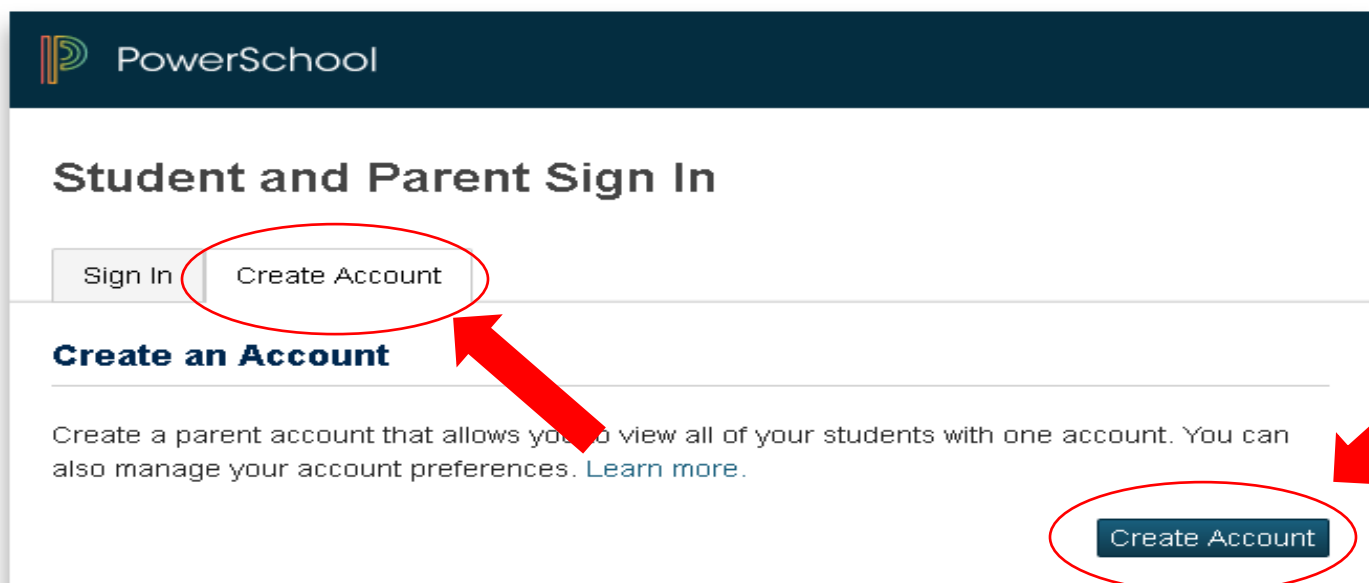 PowerSchool
Student and Parent Sign In
Sign In Create Account
Create an Account
Create a parent account that allows you to view all of your students with one account. You can
also manage your account preferences. Learn more.
Create Account